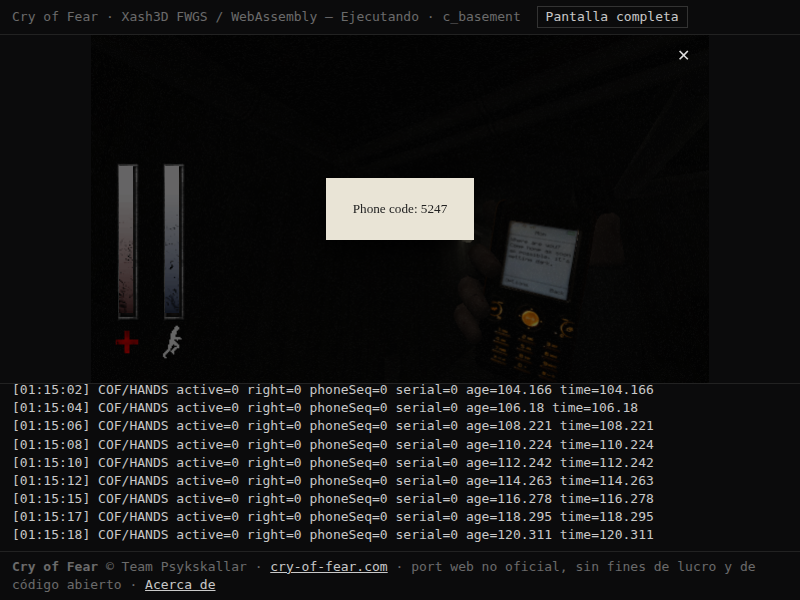 Cry of Fear · Xash3D FWGS / WebAssembly — Ejecutando · c_basement
Pantalla completa
✕
Phone code: 5247
[01:15:02] COF/HANDS active=0 right=0 phoneSeq=0 serial=0 age=104.166 time=104.166
[01:15:04] COF/HANDS active=0 right=0 phoneSeq=0 serial=0 age=106.18 time=106.18
[01:15:06] COF/HANDS active=0 right=0 phoneSeq=0 serial=0 age=108.221 time=108.221
[01:15:08] COF/HANDS active=0 right=0 phoneSeq=0 serial=0 age=110.224 time=110.224
[01:15:10] COF/HANDS active=0 right=0 phoneSeq=0 serial=0 age=112.242 time=112.242
[01:15:12] COF/HANDS active=0 right=0 phoneSeq=0 serial=0 age=114.263 time=114.263
[01:15:15] COF/HANDS active=0 right=0 phoneSeq=0 serial=0 age=116.278 time=116.278
[01:15:17] COF/HANDS active=0 right=0 phoneSeq=0 serial=0 age=118.295 time=118.295
[01:15:18] COF/HANDS active=0 right=0 phoneSeq=0 serial=0 age=120.311 time=120.311
Cry of Fear © Team Psykskallar · cry-of-fear.com · port web no oficial, sin fines de lucro y de
código abierto · Acerca de